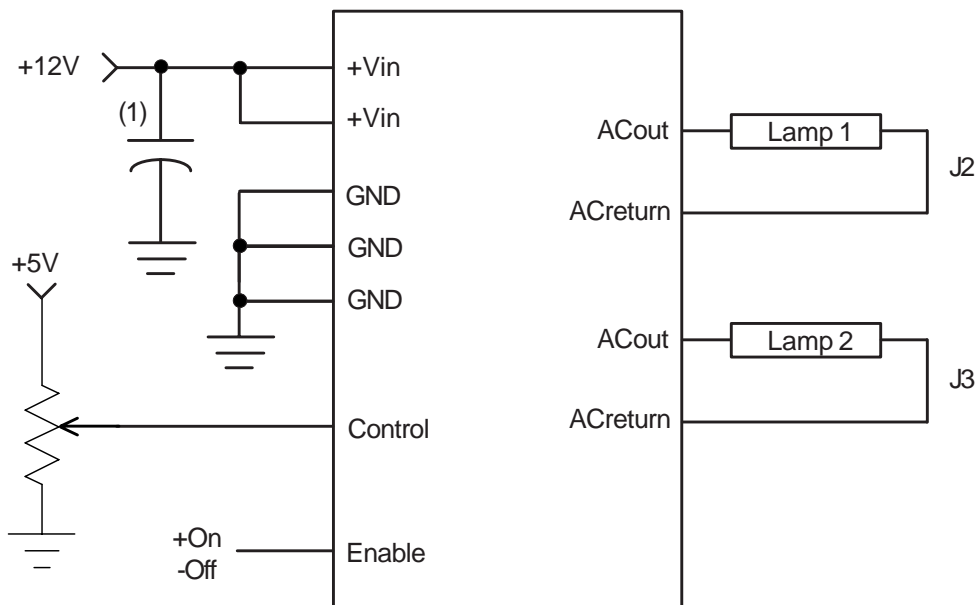 +12V
(1)
+Vin
+Vin
GND
GND
GND
+5V
Control
+On
-Off
Enable
ACout
Lamp 1
J2
ACreturn
ACout
Lamp 2
J3
ACreturn